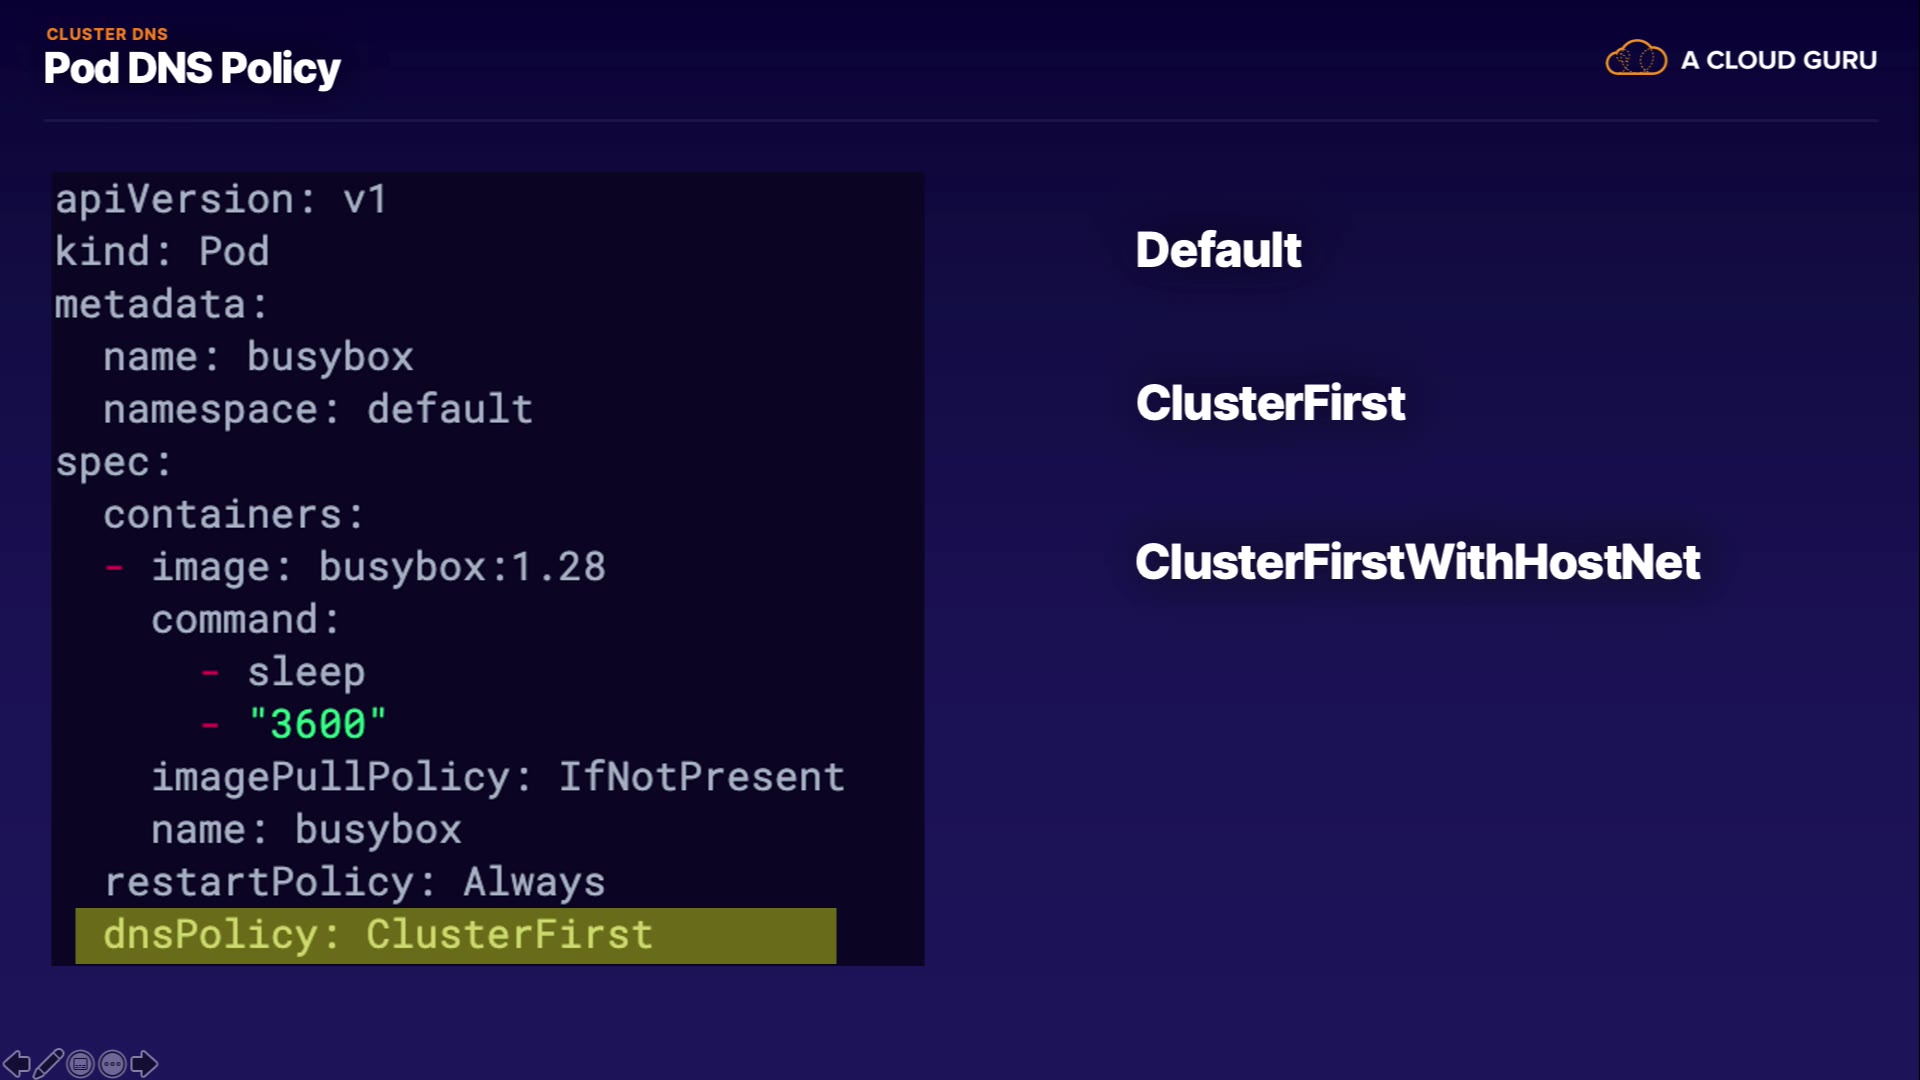 CLUSTER DNS
Pod DNS Policy
A CLOUD GURU
apiVersion: v1
kind: Pod
metadata:
  name: busybox
  namespace: default
spec:
  containers:
  - image: busybox:1.28
    command:
      - sleep
      - "3600"
    imagePullPolicy: IfNotPresent
    name: busybox
  restartPolicy: Always
  dnsPolicy: ClusterFirst
Default
ClusterFirst
ClusterFirstWithHostNet